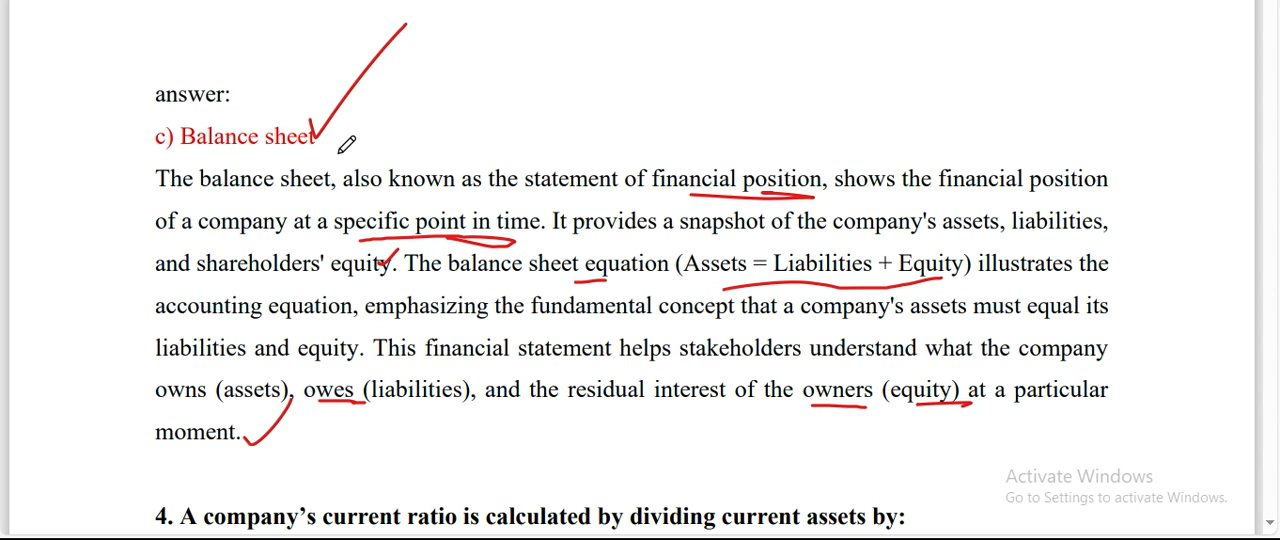 answer:
c) Balance sheet
The balance sheet, also known as the statement of financial position, shows the financial position
of a company at a specific point in time. It provides a snapshot of the company's assets, liabilities,
and shareholders' equity. The balance sheet equation (Assets = Liabilities + Equity) illustrates the
accounting equation, emphasizing the fundamental concept that a company's assets must equal its
liabilities and equity. This financial statement helps stakeholders understand what the company
owns (assets), owes (liabilities), and the residual interest of the owners (equity) at a particular
moment.
Activate Windows
Go to Settings to activate Windows.
4. A company’s current ratio is calculated by dividing current assets by: